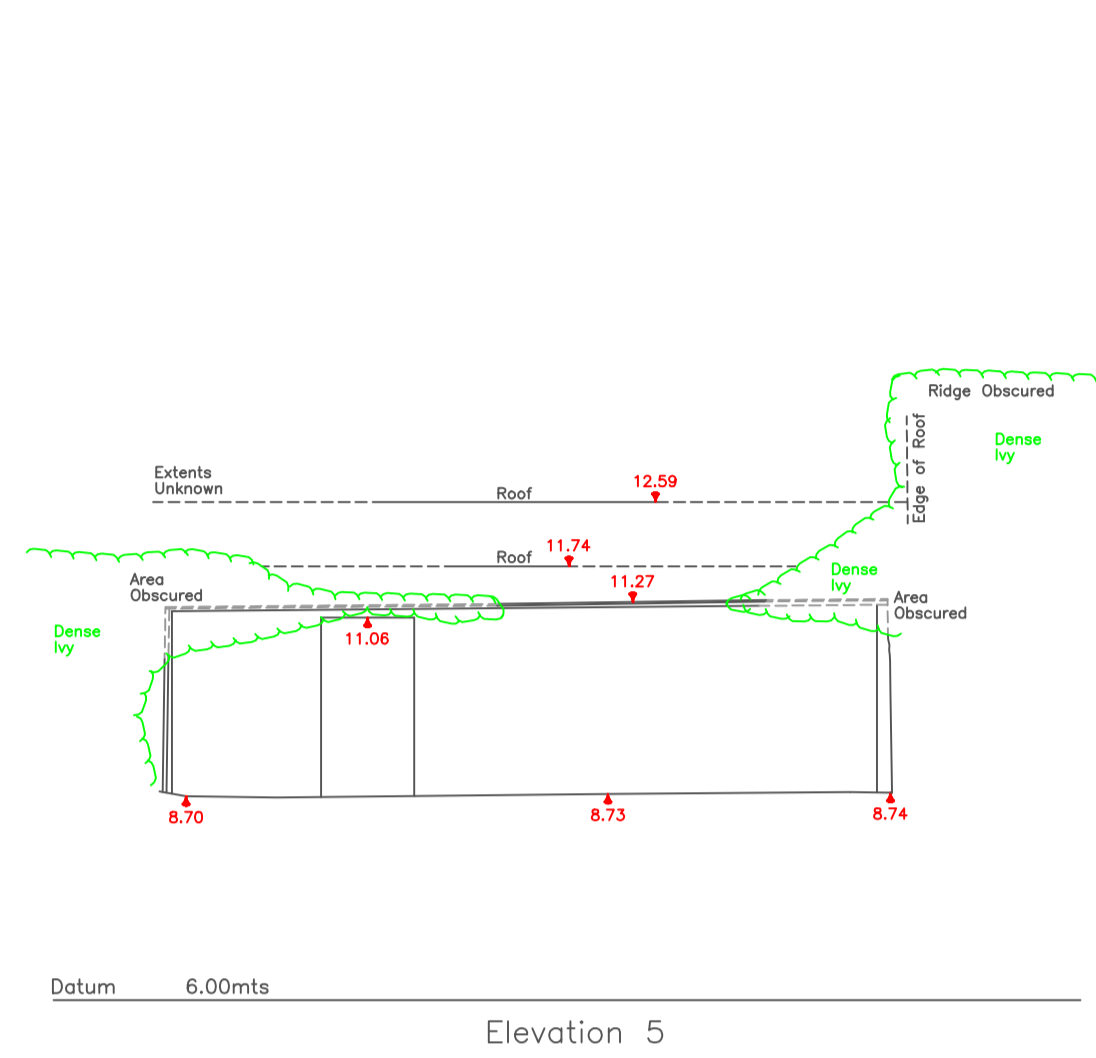 Ridge Obscured
Edge of Roof
Dense
Ivy
Extents
Unknown
Roof
12.59
Roof
11.74
Area
Obscured
11.27
Dense
Ivy
Area
Obscured
Dense
Ivy
11.06
8.70
8.73
8.74
Datum 6.00mts
Elevation 5